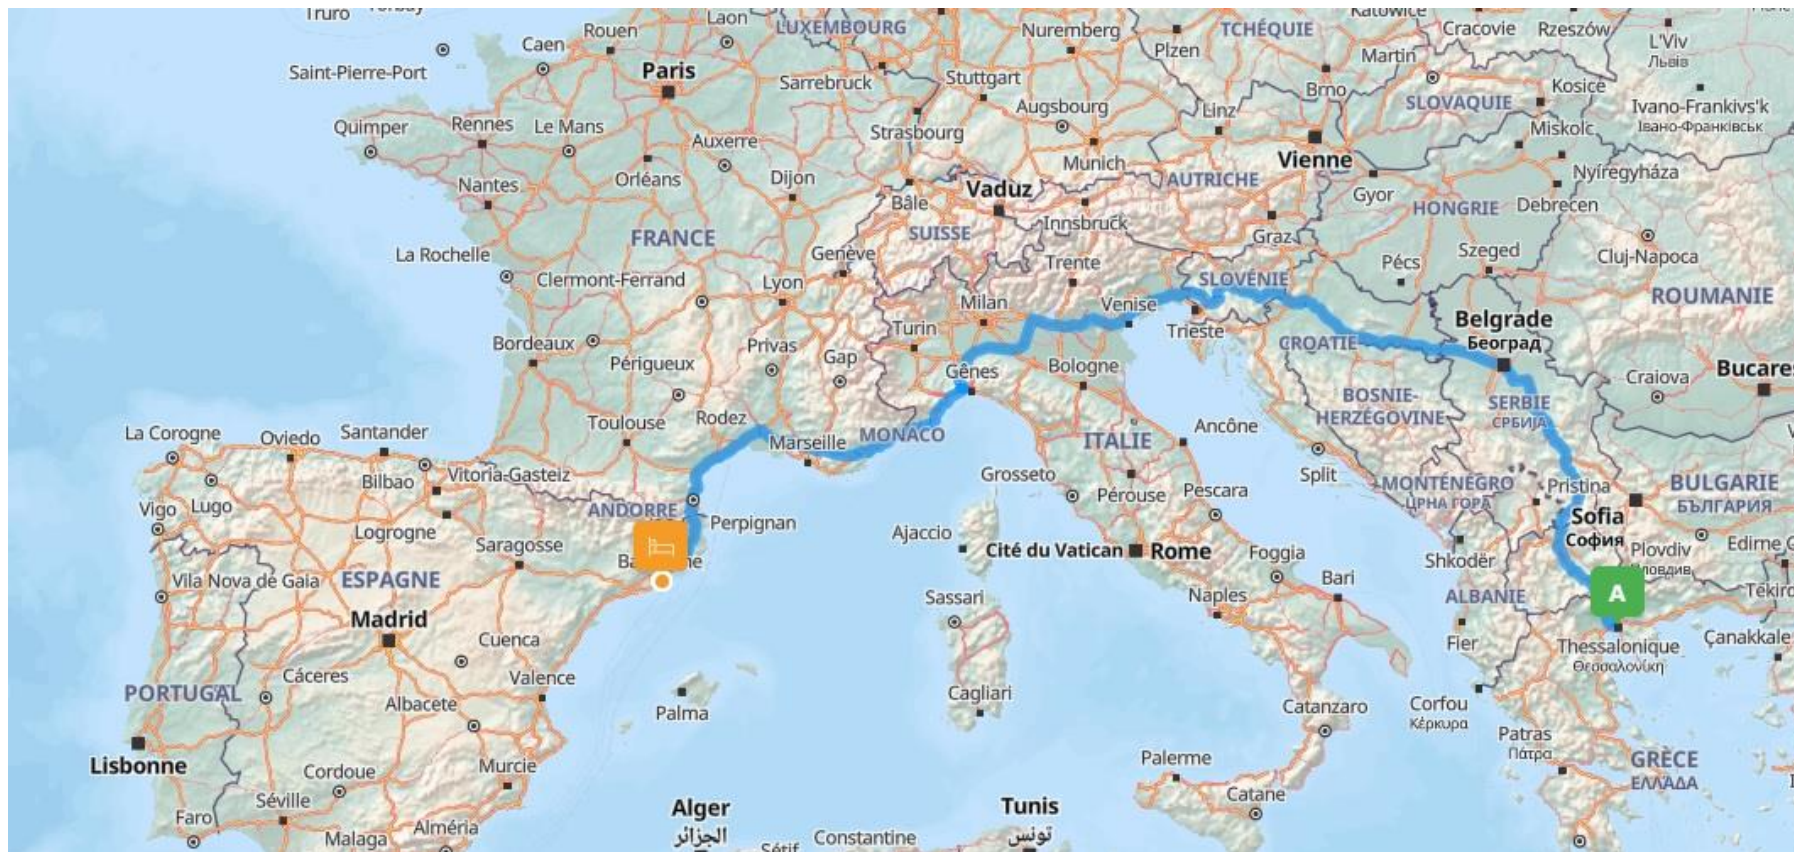 Truro
LUXEMBOURG
TCHÉQUIE
Laon
Rouen
Caen
Nuremberg
Plzen
Katowice
Cracovie
Rzeszów
L'Viv
Львів
Martin
Saint-Pierre-Port
Paris
Sarrebruck
Stuttgart
Brno
Kosice
SLOVAQUIE
Ivano-Frankivs'k
Івано-Франківськ
Quimper
Rennes
Le Mans
Auxerre
Strasbourg
Augsbourg
Linz
Miskolc
Vienne
Munich
Nantes
Orléans
Dijon
Bâle
Vaduz
AUTRICHE
Gyor
Nyíregyháza
Debrecen
HONGRIE
Innsbruck
Graz
FRANCE
SUISSE
La Rochelle
Genève
Szeged
Cluj-Napoca
Clermont-Ferrand
Lyon
Trente
SLOVÉNIE
Pécs
ROUMANIE
Milan
Venise
Trieste
Belgrade
Београд
Turin
CROATIE
Bordeaux
Périgueux
Privas
Gap
Gênes
Bologne
Craiova
BOSNIE-
HERZÉGOVINE
SERBIE
СРБИЈА
Toulouse
Rodez
Marseille
MONACO
ITALIE
Ancône
La Corogne
Oviedo
Santander
Bilbao
Vitoria-Gasteiz
Grosseto
Pérouse
Pescara
Split
MONTÉNÉGRO
ЦРНА ГОРА
Pristina
BULGARIE
БЪЛГАРИЯ
Vigo
Lugo
Logrogne
ANDORRE
Perpignan
Ajaccio
Cité du Vatican
Rome
Foggia
Sofia
София
Saragosse
Shkodër
Plovdiv
Пловдив
Vila Nova de Gaia
ESPAGNE
Bari
Sassari
Naples
ALBANIE
A
Madrid
Cuenca
Fier
Thessalonique
Θεσσαλονίκη
Çanakkale
Cáceres
Valence
PORTUGAL
Albacete
Palma
Cagliari
Catanzaro
Corfou
Κέρκυρα
Patras
Πάτρα
Lisbonne
Palerme
GRÈCE
ΕΛΛΆΔΑ
Cordoue
Murcie
Séville
Catane
Faro
Alger
الجزائر
Tunis
تونس
Malaga
Alméria
Constantine
Sétif